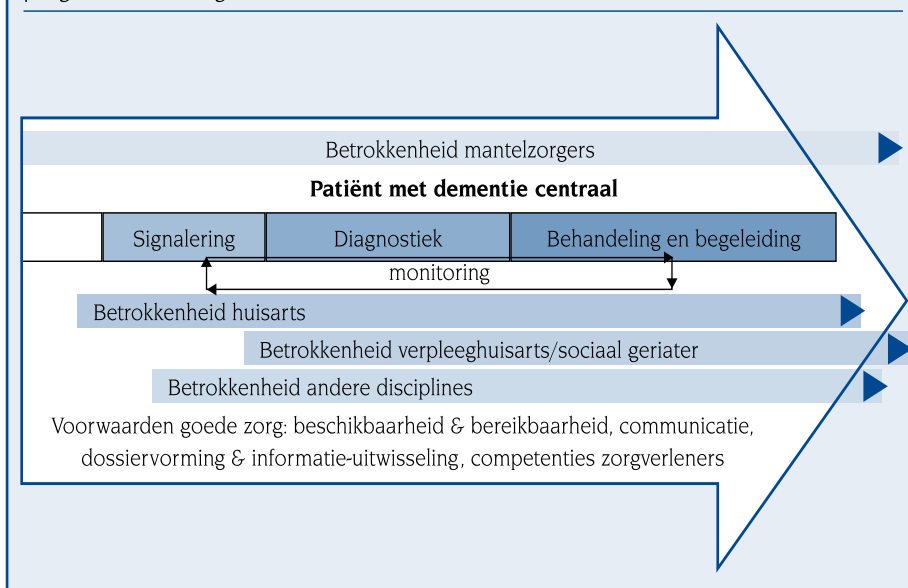 Betrokkenheid mantelzorgers
Patiënt met dementie centraal
Signalering
Diagnostiek
Behandeling en begeleiding
monitoring
Betrokkenheid huisarts
Betrokkenheid verpleeghuisarts/sociaal geriater
Betrokkenheid andere disciplines
Voorwaarden goede zorg: beschikbaarheid & bereikbaarheid, communicatie,
dossiervorming & informatie-uitwisseling, competenties zorgverleners